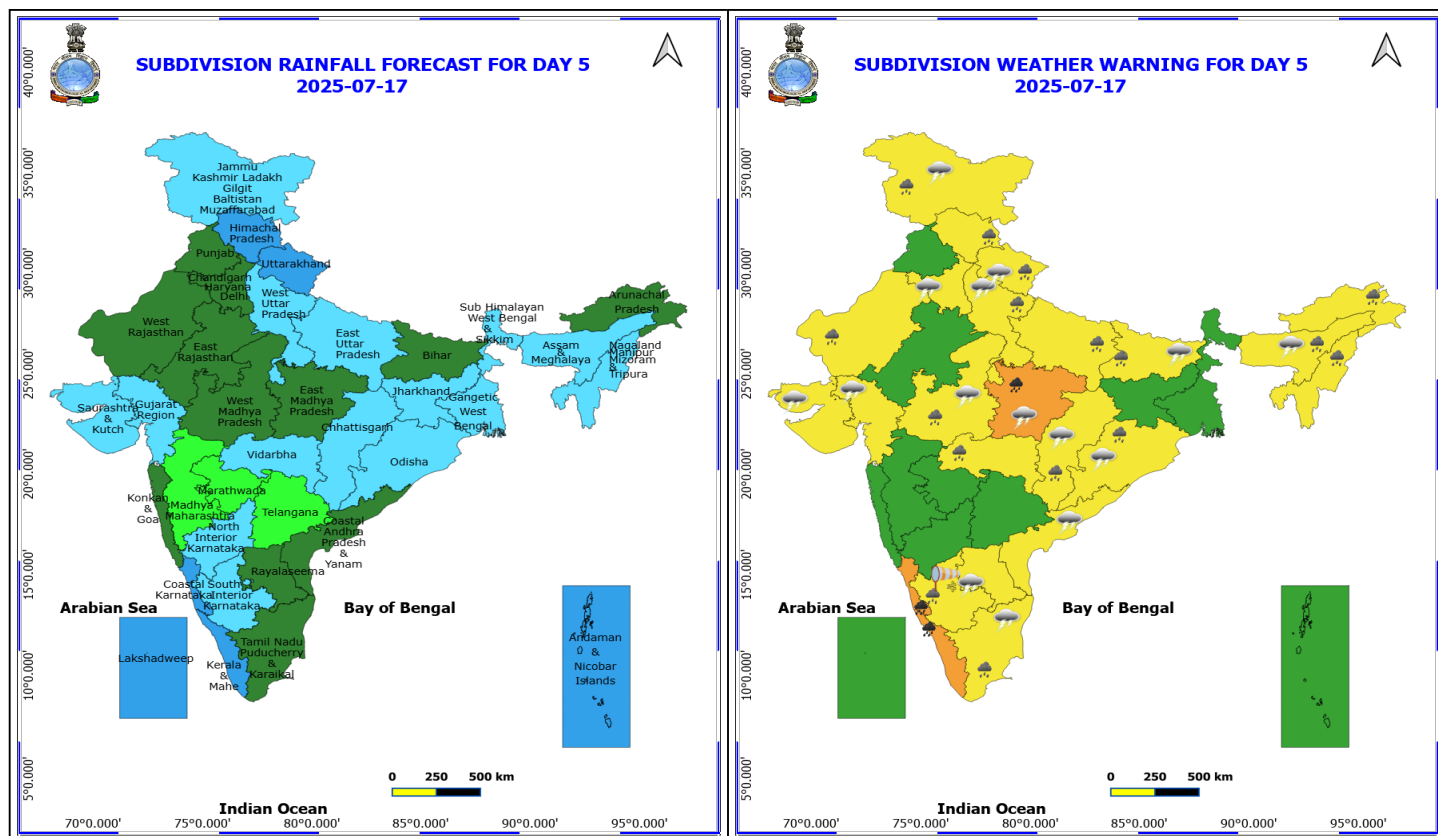 SUBDIVISION RAINFALL FORECAST FOR DAY 5
2025-07-17
40°0.000'
35°0.000'
30°0.000'
25°0.000'
20°0.000'
15°0.000'
10°0.000'
5°0.000'
Jammu
Kashmir Ladakh
Gilgit
Baltistan
Muzaffarabad
Himachal
Pradesh
Punjab
Uttarakhand
Chandigarh
Haryana
Delhi
West
Uttar
Pradesh
Sub Himalayan
West Bengal
&
Sikkim
Arunachal
Pradesh
West
Rajasthan
East
Rajasthan
East
Uttar
Pradesh
Bihar
Assam
&
Meghalaya
Nagaland
Manipur
Mizoram
&
Tripura
Saurashtra
&
Kutch
Gujarat
Region
West
Madhya
Pradesh
East
Madhya
Pradesh
Jharkhand
Gangetic
West
Bengal
Chhattisgarh
Vidarbha
Odisha
Konkan
&
Goa
Madhya
Maharashtra
Marathwada
Telangana
North
Interior
Karnataka
Coastal
Andhra
Pradesh
&
Yanam
Rayalaseema
Coastal
Karnataka
South
Interior
Karnataka
Arabian Sea
Bay of Bengal
Lakshadweep
Kerala
&
Mahe
Tamil Nadu
Puducherry
&
Karaikal
Andaman
&
Nicobar
Islands
0 250 500 km
Indian Ocean
70°0.000' 75°0.000' 80°0.000' 85°0.000' 90°0.000' 95°0.000'
SUBDIVISION WEATHER WARNING FOR DAY 5
2025-07-17
40°0.000'
35°0.000'
30°0.000'
25°0.000'
20°0.000'
15°0.000'
10°0.000'
5°0.000'
Arabian Sea
Bay of Bengal
0 250 500 km
Indian Ocean
70°0.000' 75°0.000' 80°0.000' 85°0.000' 90°0.000' 95°0.000'